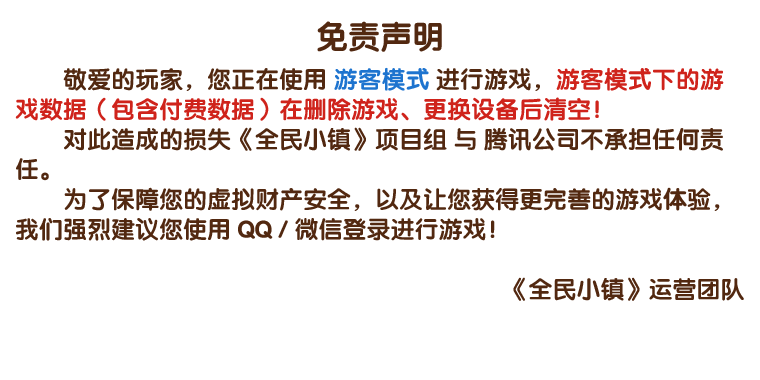 免责声明
敬爱的玩家，您正在使用 游客模式 进行游戏，游客模式下的游
戏数据（包含付费数据）在删除游戏、更换设备后清空！
对此造成的损失《全民小镇》项目组 与 腾讯公司不承担任何责
任。
为了保障您的虚拟财产安全，以及让您获得更完善的游戏体验，
我们强烈建议您使用 QQ / 微信登录进行游戏！
《全民小镇》运营团队